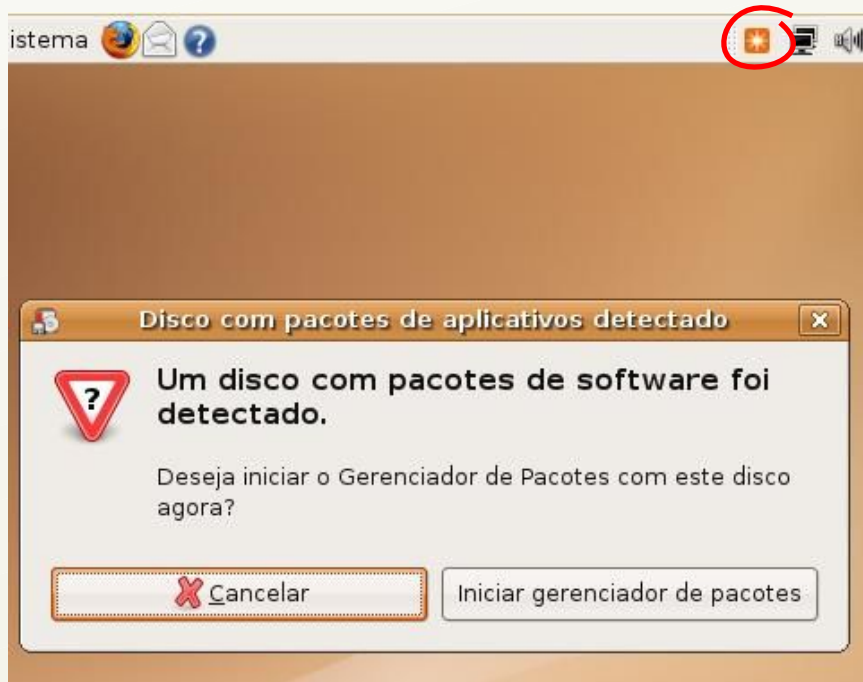 istema
Disco com pacotes de aplicativos detectado
Um disco com pacotes de software foi
detectado.
Deseja iniciar o Gerenciador de Pacotes com este disco
agora?
Cancelar
Iniciar gerenciador de pacotes